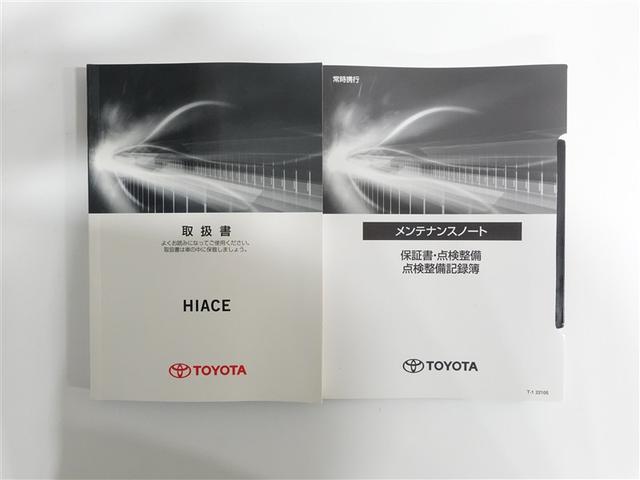 取扱書
よくお読みになってご使用ください。
取扱書は車の中に保管しましょう。
HIACE
TOYOTA
常時携行
メンテナンスノート
保証書・点検整備
点検整備記録簿
TOYOTA
T-1 22105